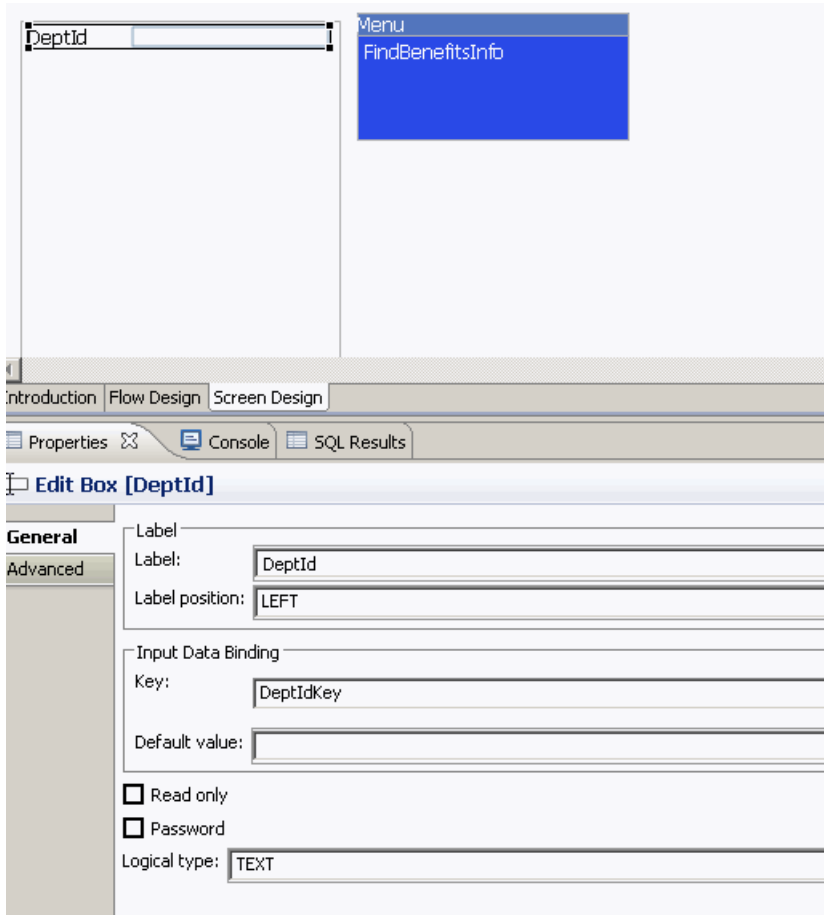 DeptId
Menu
FindBenefitsInfo
Introduction Flow Design Screen Design
Properties Console SQL Results
Edit Box [DeptId]
General
Advanced
Label
Label: DeptId
Label position: LEFT
Input Data Binding
Key: DeptIdKey
Default value:
Read only
Password
Logical type: TEXT